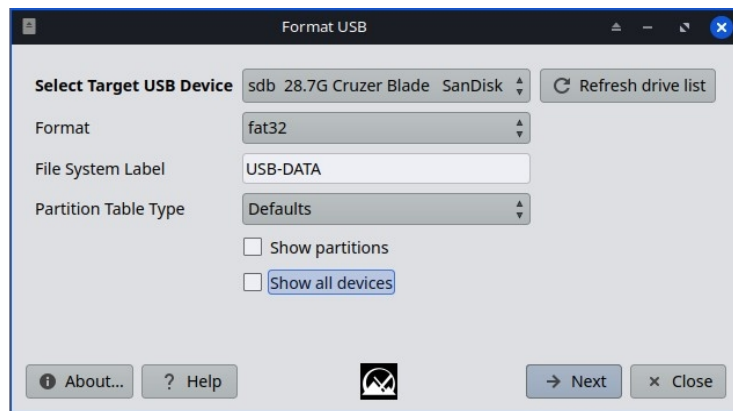 Format USB
Select Target USB Device sdb 28.7G Cruzer Blade SanDisk Refresh drive list
Format fat32
File System Label USB-DATA
Partition Table Type Defaults
Show partitions
Show all devices
About... ? Help Next Close